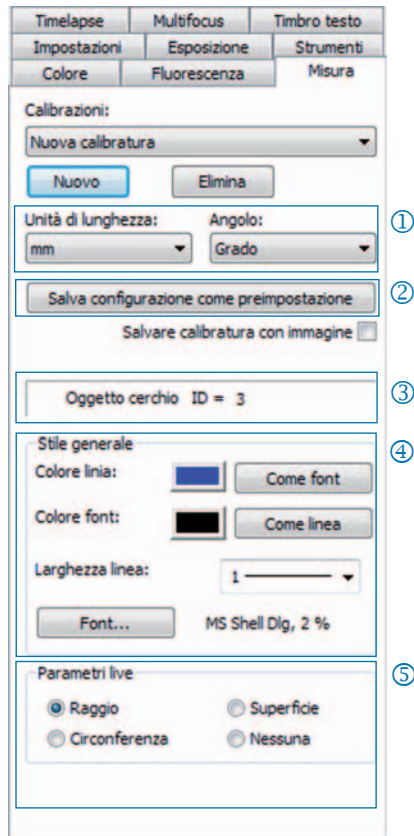 Timelapse Multifocus Timbro testo
Impostazioni Esposizione Strumenti
Colore Fluorescenza Misura
Calibrazioni:
Nuova calibratura
Nuovo Elimina
Unità di lunghezza: Angolo: ①
mm Grado
Salva configurazione come preimpostazione ②
Salvare calibratura con immagine
Oggetto cerchio ID = 3 ③
Stile generale ④
Colore linia: Come font
Colore font: Come linea
Larghezza linea: 1
Font... MS Shell Dlg, 2 %
Parametri live ⑤
Raggio Superficie
Circonferenza Nessuna